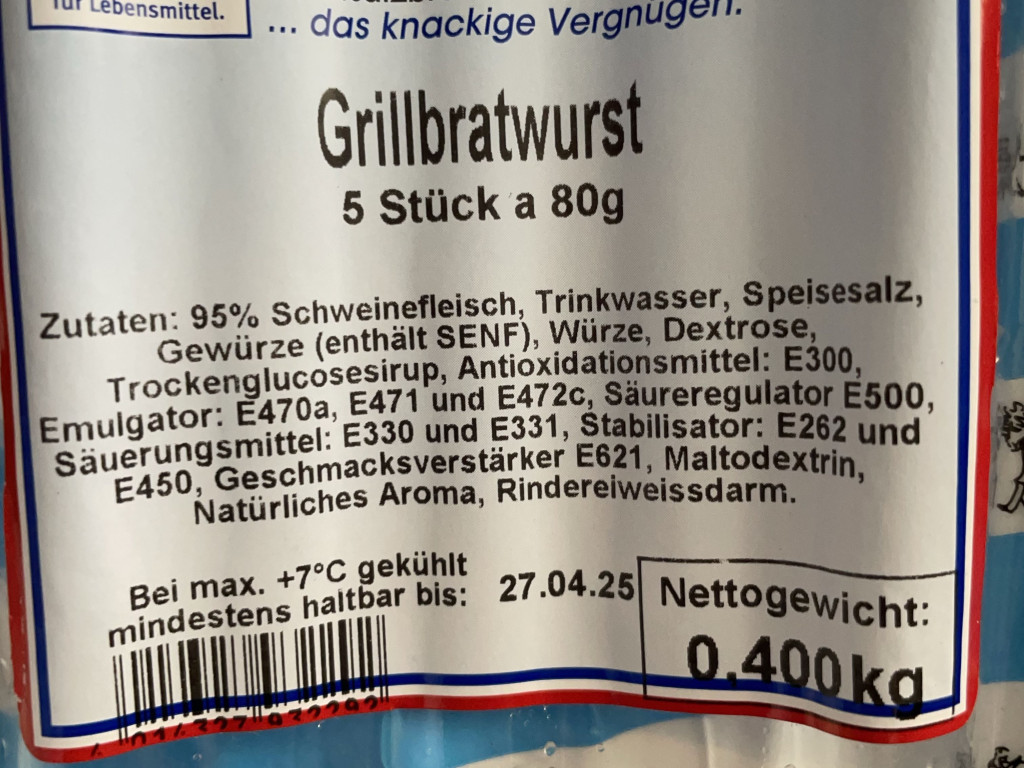 für Lebensmittel.
... das knackige Vergnügen.
Grillbratwurst
5 Stück a 80g
Zutaten: 95% Schweinefleisch, Trinkwasser, Speisesalz,
Gewürze (enthält SENF), Würze, Dextrose,
Trockenglucosesirup, Antioxidationsmittel: E300,
Emulgator: E470a, E471 und E472c, Säureregulator E500,
Säuerungsmittel: E330 und E331, Stabilisator: E262 und
E450, Geschmacksverstärker E621, Maltodextrin,
Natürliches Aroma, Rindereiweissdarm.
Bei max. +7°C gekühlt
mindestens haltbar bis: 27.04.25
Nettogewicht:
0,400kg